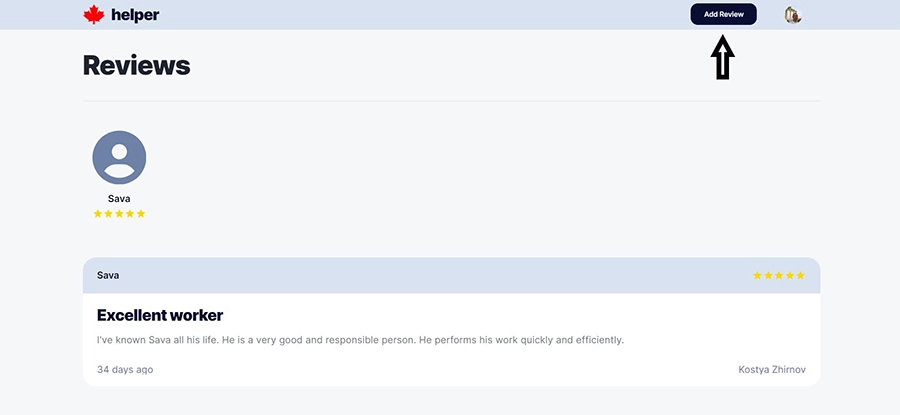 helper
Add Review
Reviews
Sava
Sava
Excellent worker
I've known Sava all his life. He is a very good and responsible person. He performs his work quickly and efficiently.
34 days ago
Kostya Zhirnov